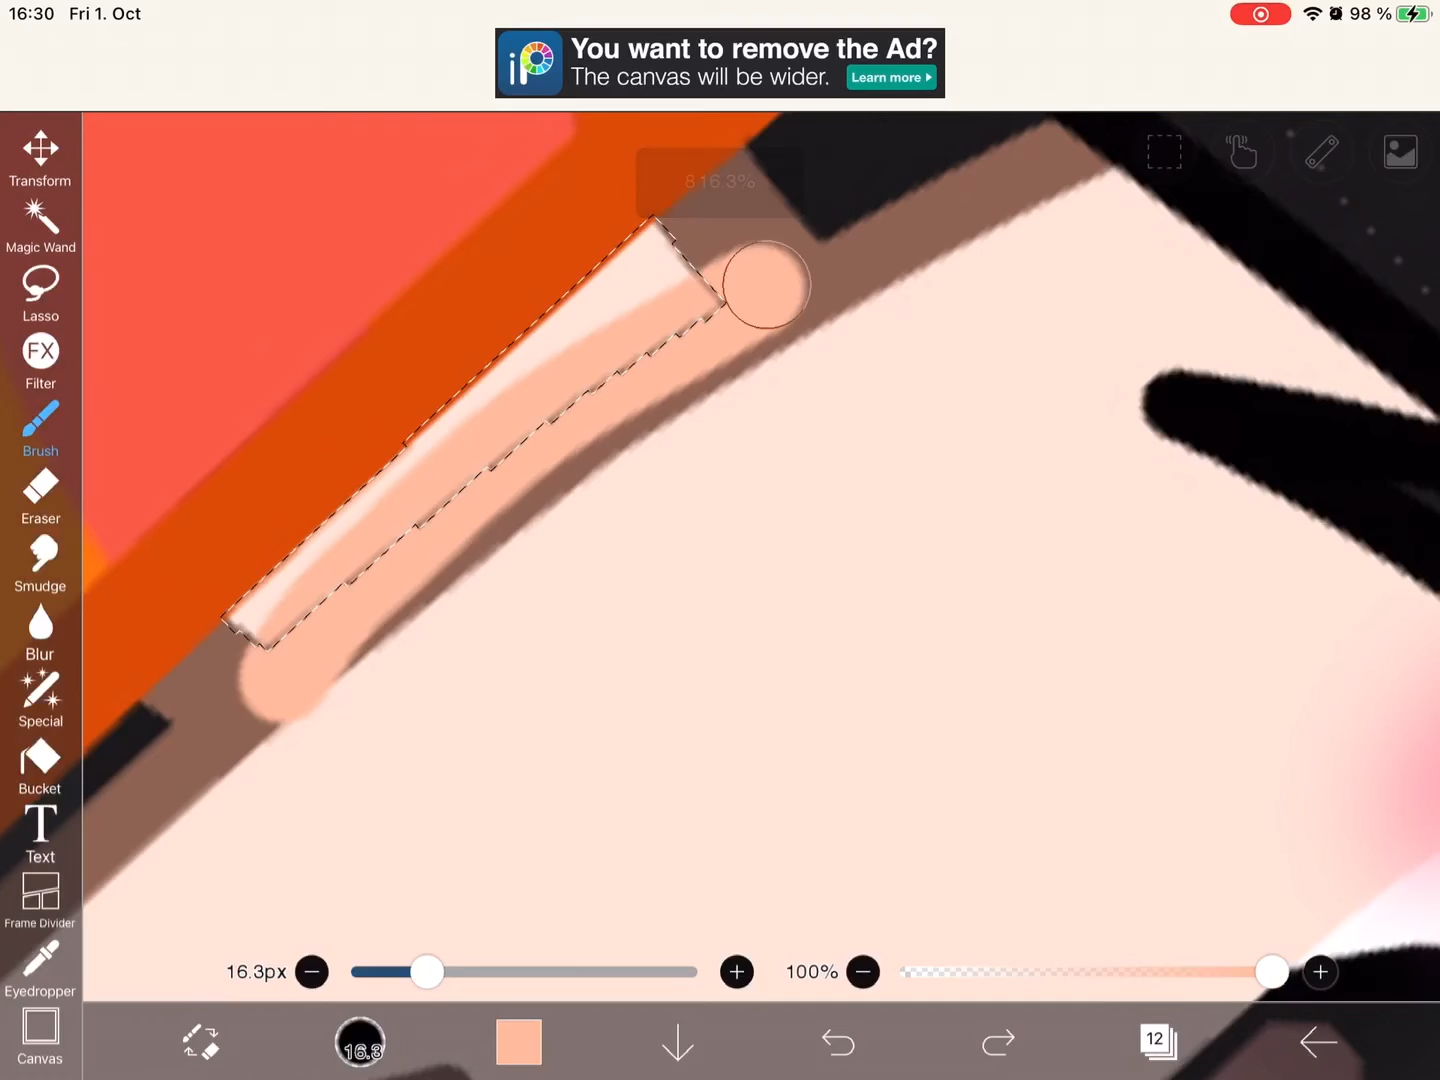 16:30 Fri 1. Oct
98 %
iP
You want to remove the Ad?
The canvas will be wider.
Learn more
816.3%
Transform
Magic Wand
Lasso
FX
Filter
Brush
Eraser
Smudge
Blur
Special
Bucket
T
Text
Frame Divider
Eyedropper
Canvas
16.3px
100%
16.3
12